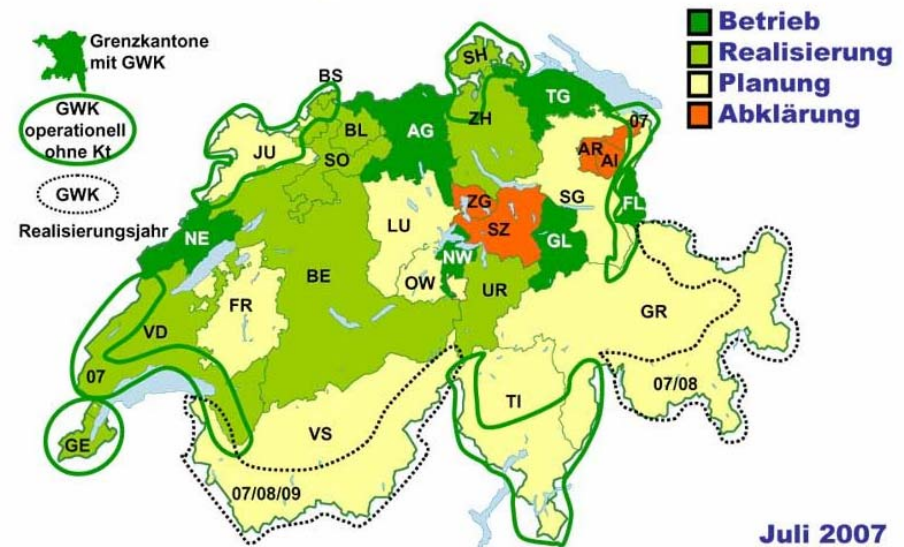 Grenzkantone
mit GWK
GWK
operationell
ohne Kt
GWK
Realisierungsjahr
Betrieb
Realisierung
Planung
Abklärung
SH
BS
TG
BL
AG
ZH
07
JU
SO
AR
AI
SG
ZG
FL
LU
SZ
NE
NW
GL
OW
BE
UR
FR
GR
VD
07
07/08
TI
VS
GE
07/08/09
Juli 2007